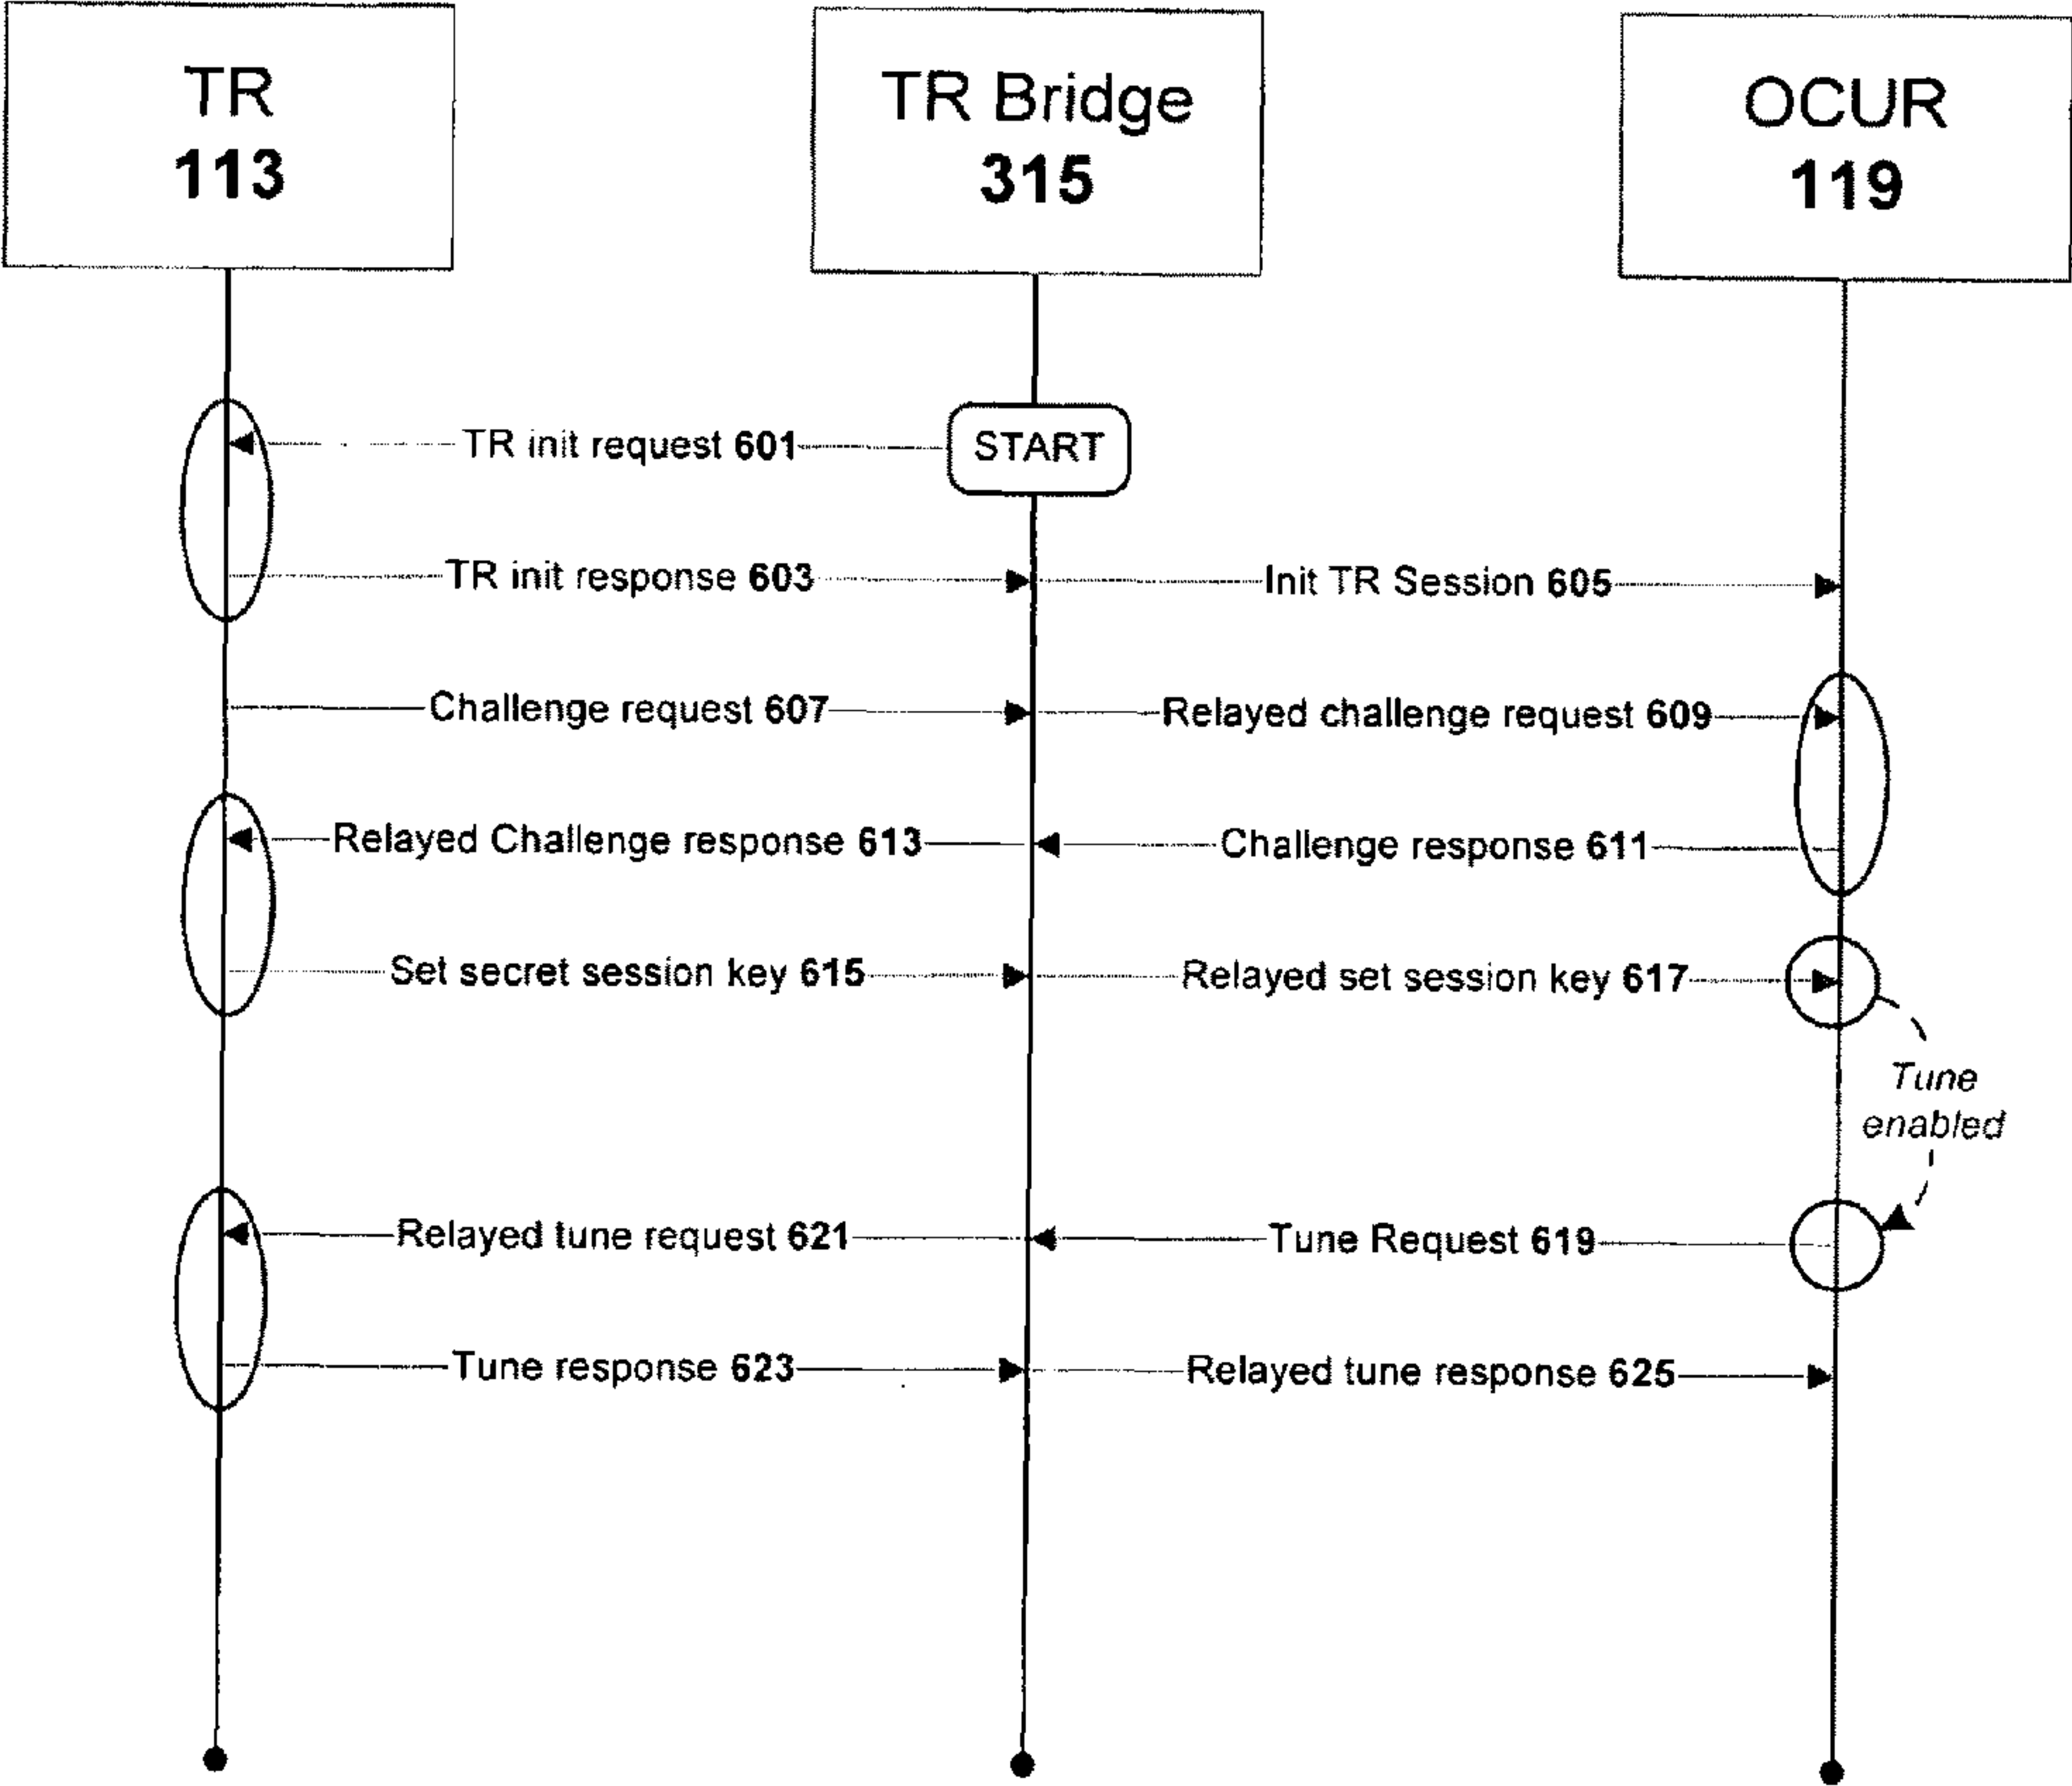 TR
113
TR Bridge
315
OCUR
119
TR init request 601
START
TR init response 603
Init TR Session 605
Challenge request 607
Relayed challenge request 609
Relayed Challenge response 613
Challenge response 611
Set secret session key 615
Relayed set session key 617
Tune
enabled
Relayed tune request 621
Tune Request 619
Tune response 623
Relayed tune response 625